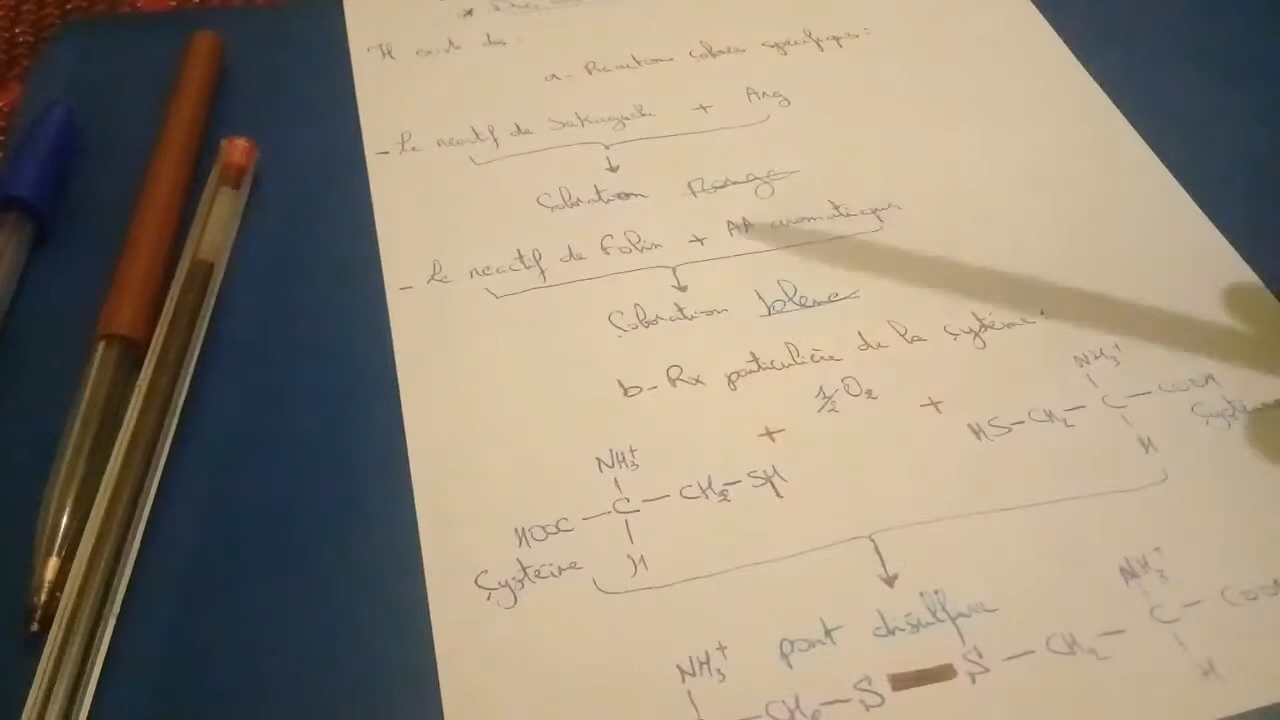 Il existe des
a- Réactions colorées spécifiques:
- Le réactif de Sakaguchi + Arg
Coloration Rouge
- Le réactif de Folin + AA aromatiques
Coloration bleue
b- Rx particulière de la cystéine:
1/2 O2
+ +
NH3+
HS-CH2-C-COOH
H
NH3+
HOOC-C-CH2-SH
H
Cystéine
pont disulfure
NH3+
S-CH2-C-COOH
H
NH3+
CH2-S